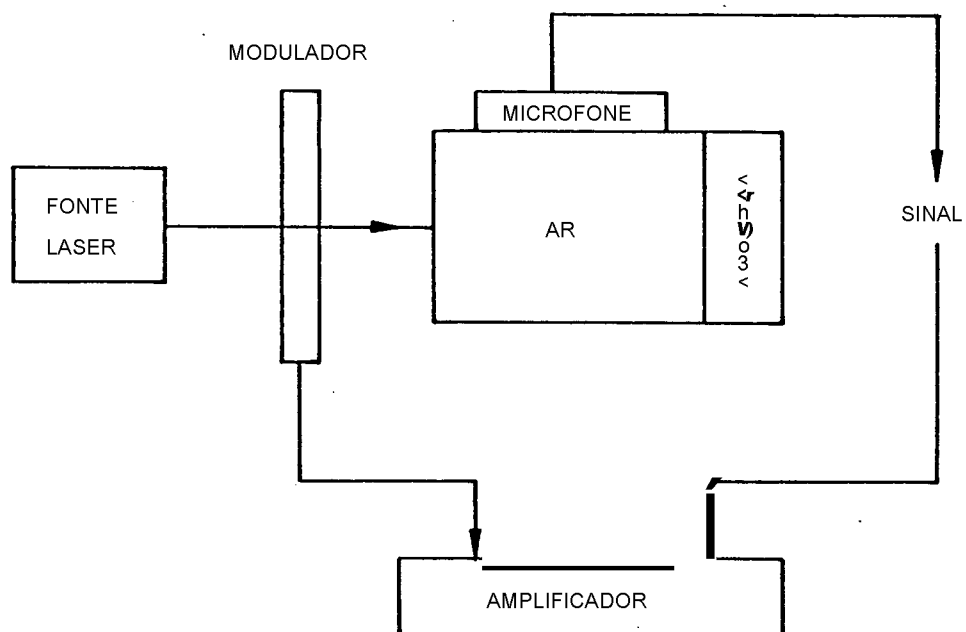 MODULADOR
MICROFONE
FONTE
LASER
AR
SINAL
AMPLIFICADOR